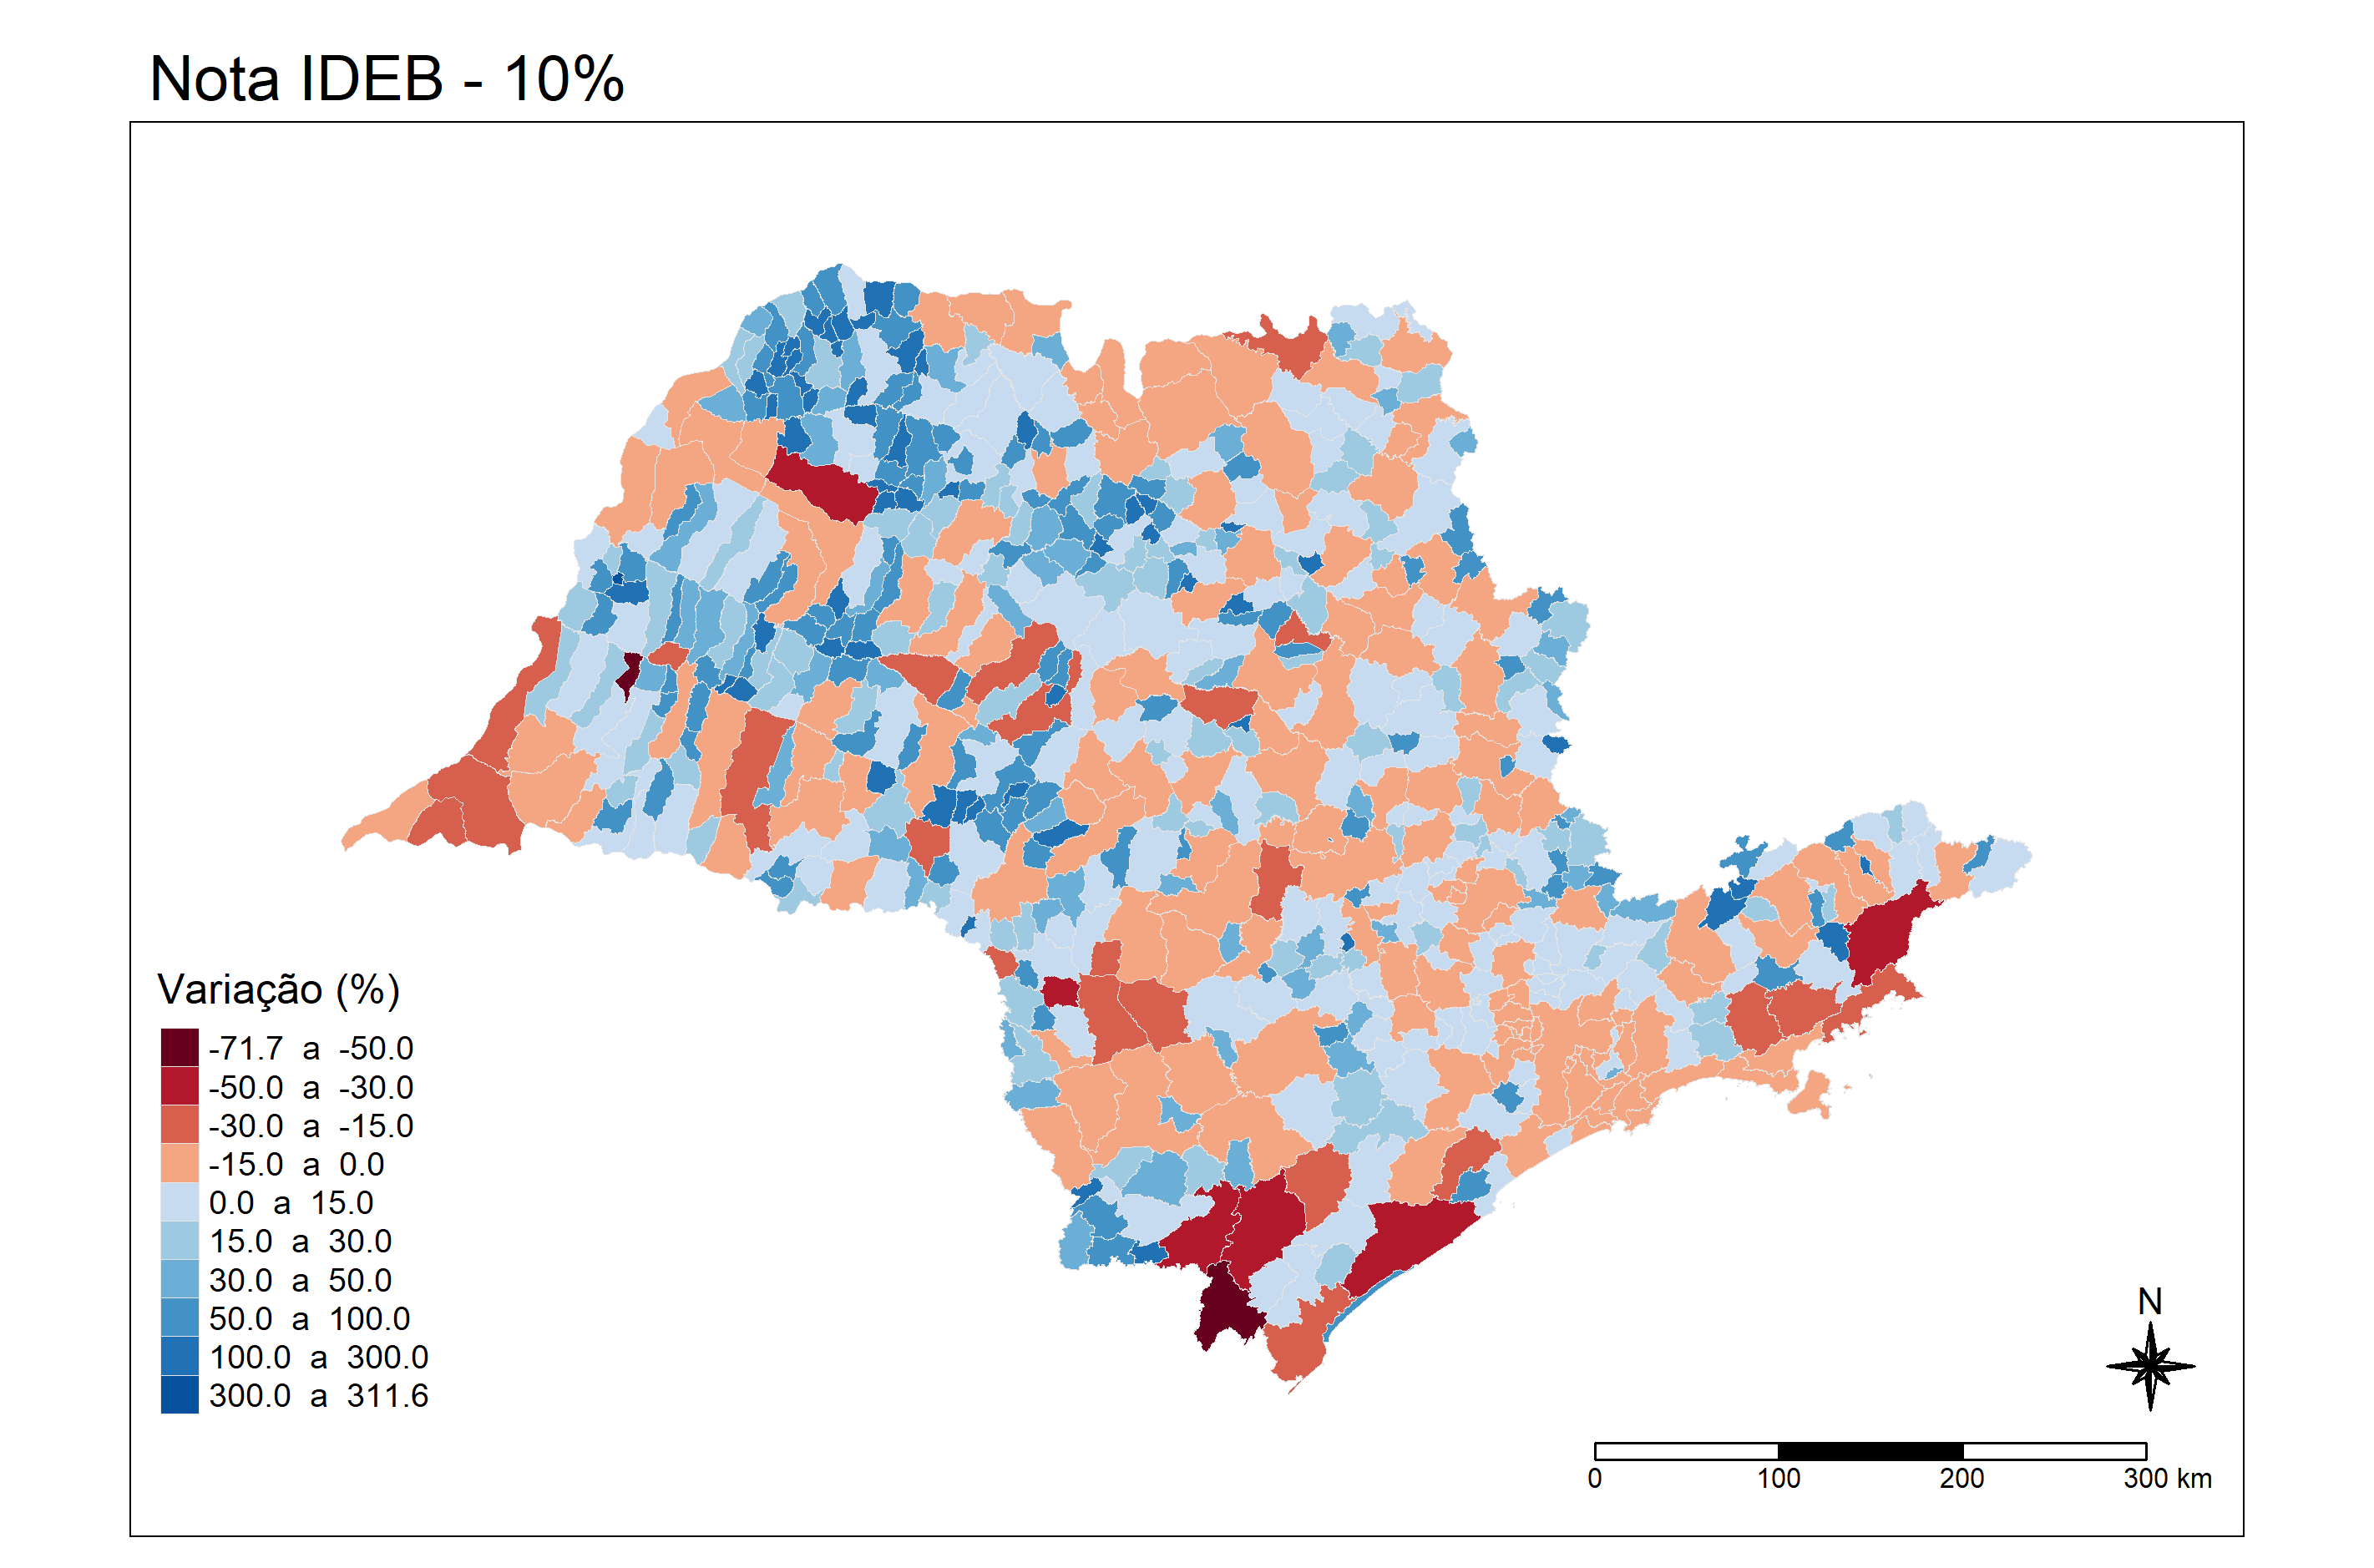 Nota IDEB - 10%
Variação (%)
-71.7 a -50.0
-50.0 a -30.0
-30.0 a -15.0
-15.0 a 0.0
0.0 a 15.0
15.0 a 30.0
30.0 a 50.0
50.0 a 100.0
100.0 a 300.0
300.0 a 311.6
N
0 100 200 300 km